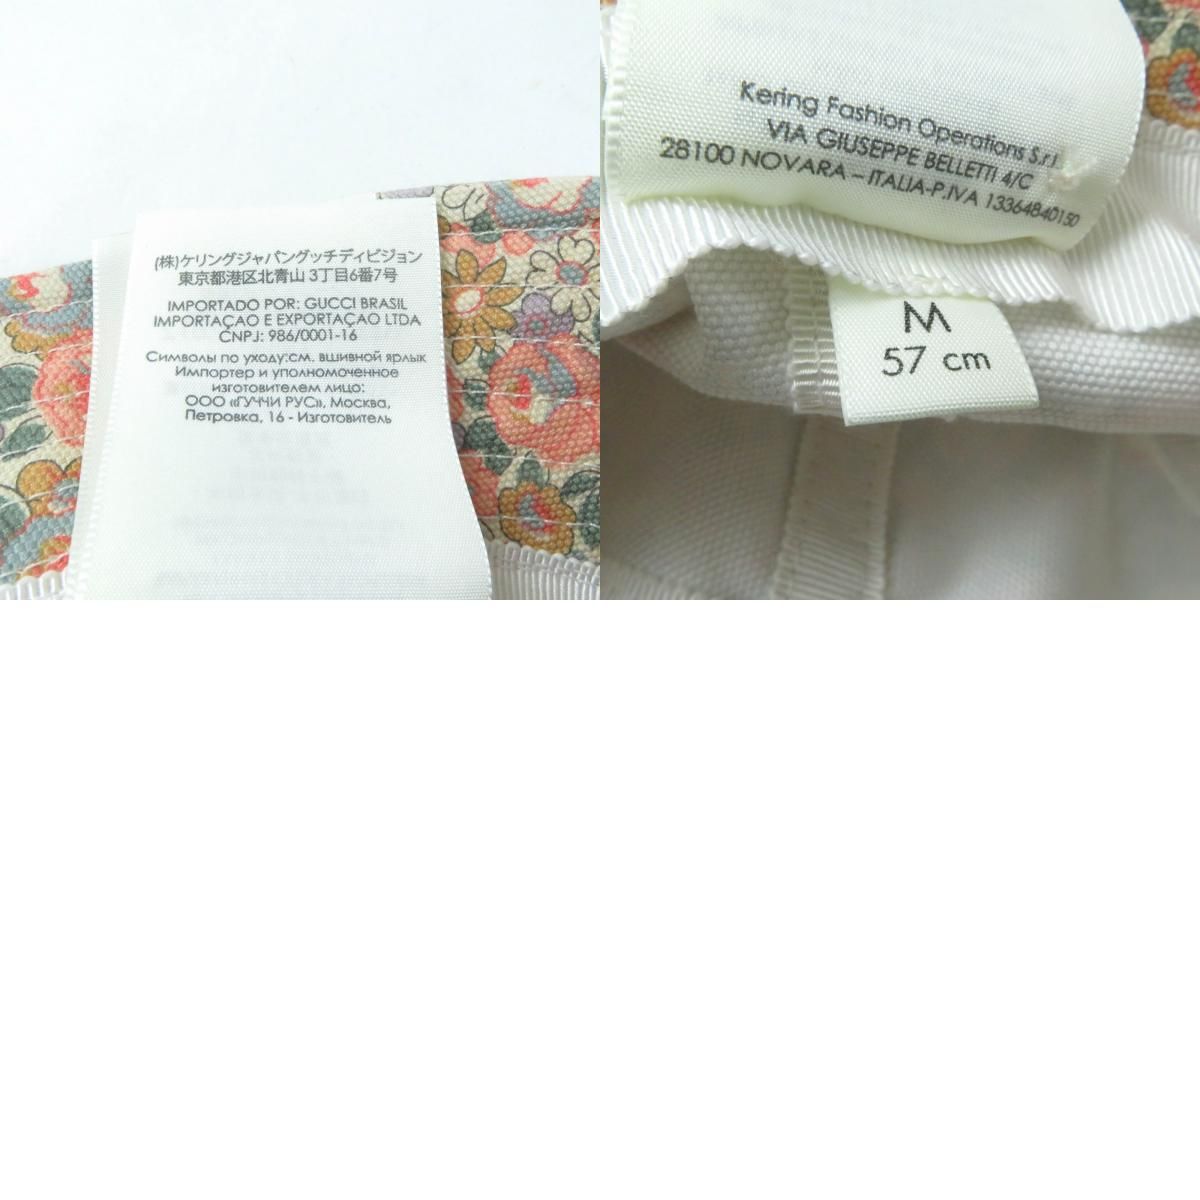 (株)ケリングジャパングッチディビジョン
東京都港区北青山3丁目6番7号
IMPORTADO POR: GUCCI BRASIL
IMPORTAÇAO E EXPORTAÇAO LTDA
CNPJ: 986/0001-16
Символы по уходу:см. вшивной ярлык
Импортер и уполномоченное
изготовителем лицо:
ООО «ГУЧЧИ РУС», Москва,
Петровка, 16 - Изготовитель
Kering Fashion Operations S.r.l.
VIA GIUSEPPE BELLETTI 4/C
28100 NOVARA – ITALIA-P.IVA 13364840150
M
57 cm